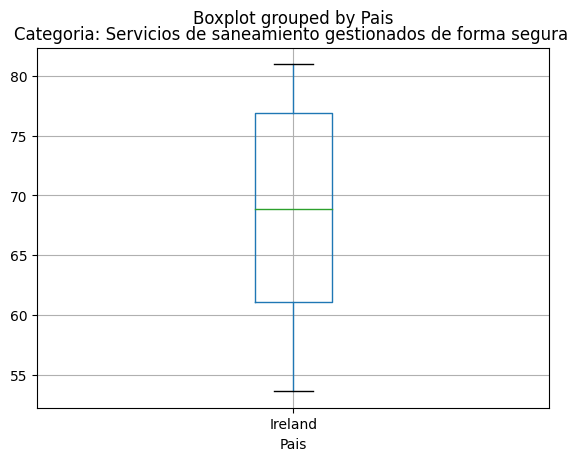 Boxplot grouped by Pais
Categoria: Servicios de saneamiento gestionados de forma segura
80
75
70
65
60
55
Ireland
Pais